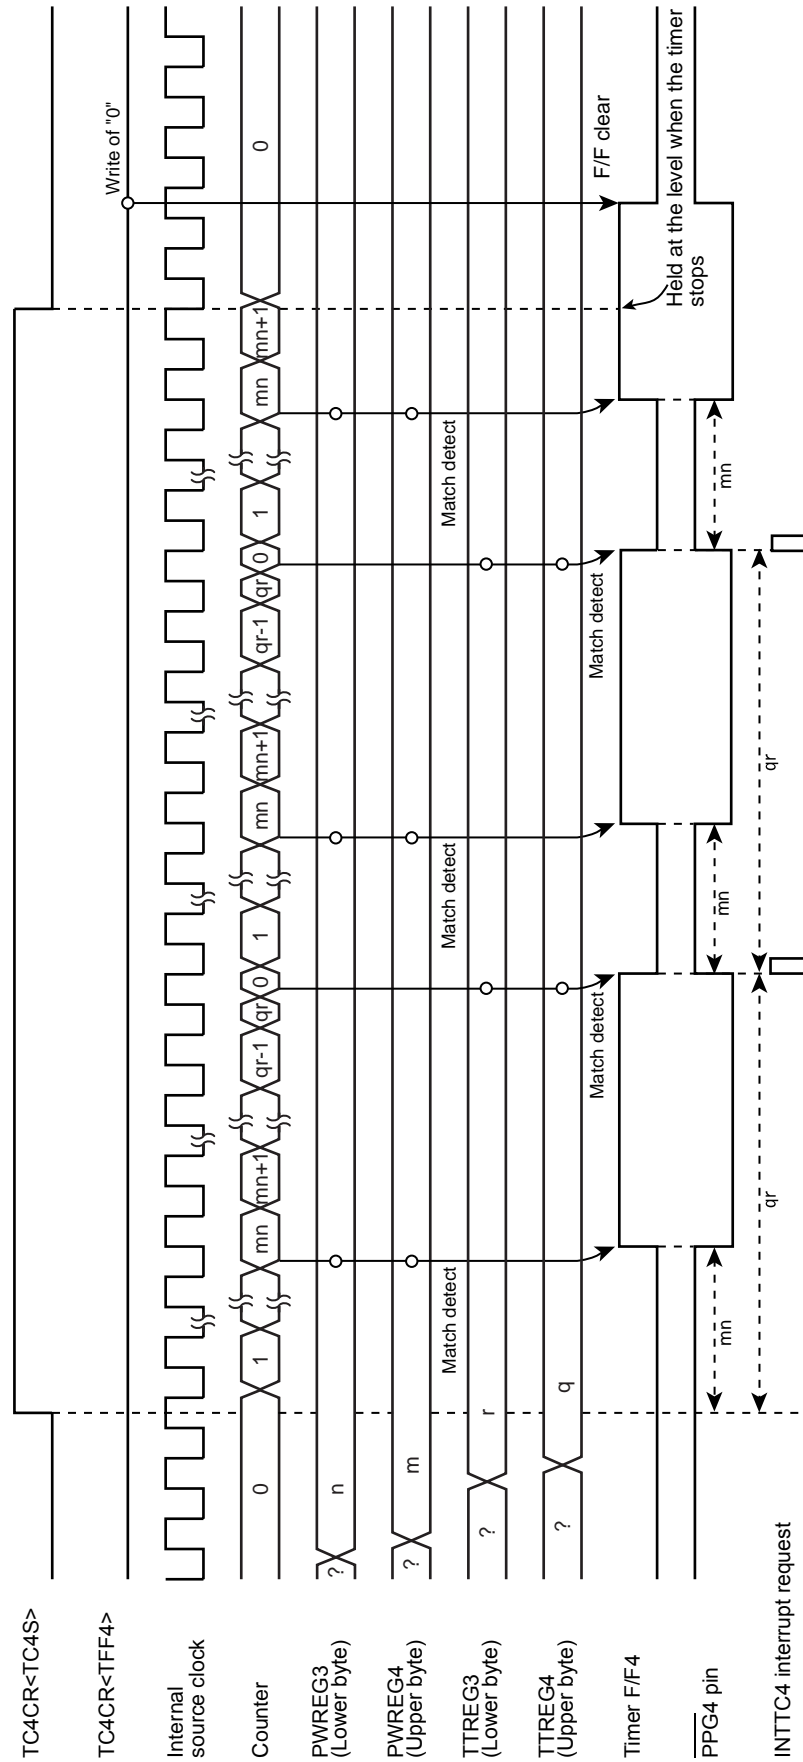 TC4CR<TC4S>
TC4CR<TFF4>
Write of "0"
Internal
source clock
Counter
0
1
mn
mn+1
qr-1
qr
0
1
mn
mn+1
qr-1
qr
0
1
mn
mn+1
0
PWREG3
(Lower byte)
?
n
PWREG4
(Upper byte)
?
m
Match detect
Match detect
Match detect
TTREG3
(Lower byte)
?
r
TTREG4
(Upper byte)
?
q
Match detect
Match detect
F/F clear
Timer F/F4
Held at the level when the timer
stops
PPG4 pin
mn
mn
mn
qr
qr
INTTC4 interrupt request